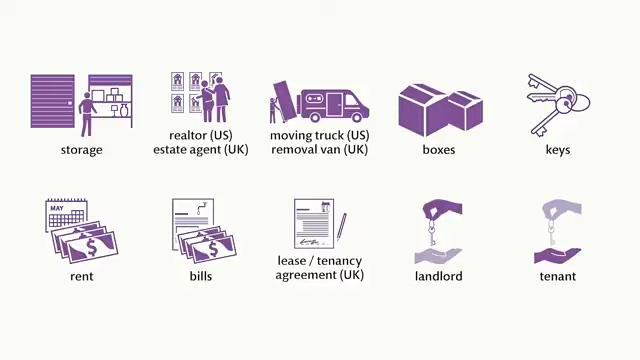 storage
realtor (US)
estate agent (UK)
moving truck (US)
removal van (UK)
boxes
keys
MAY
$
rent
$
bills
lease / tenancy
agreement (UK)
landlord
tenant